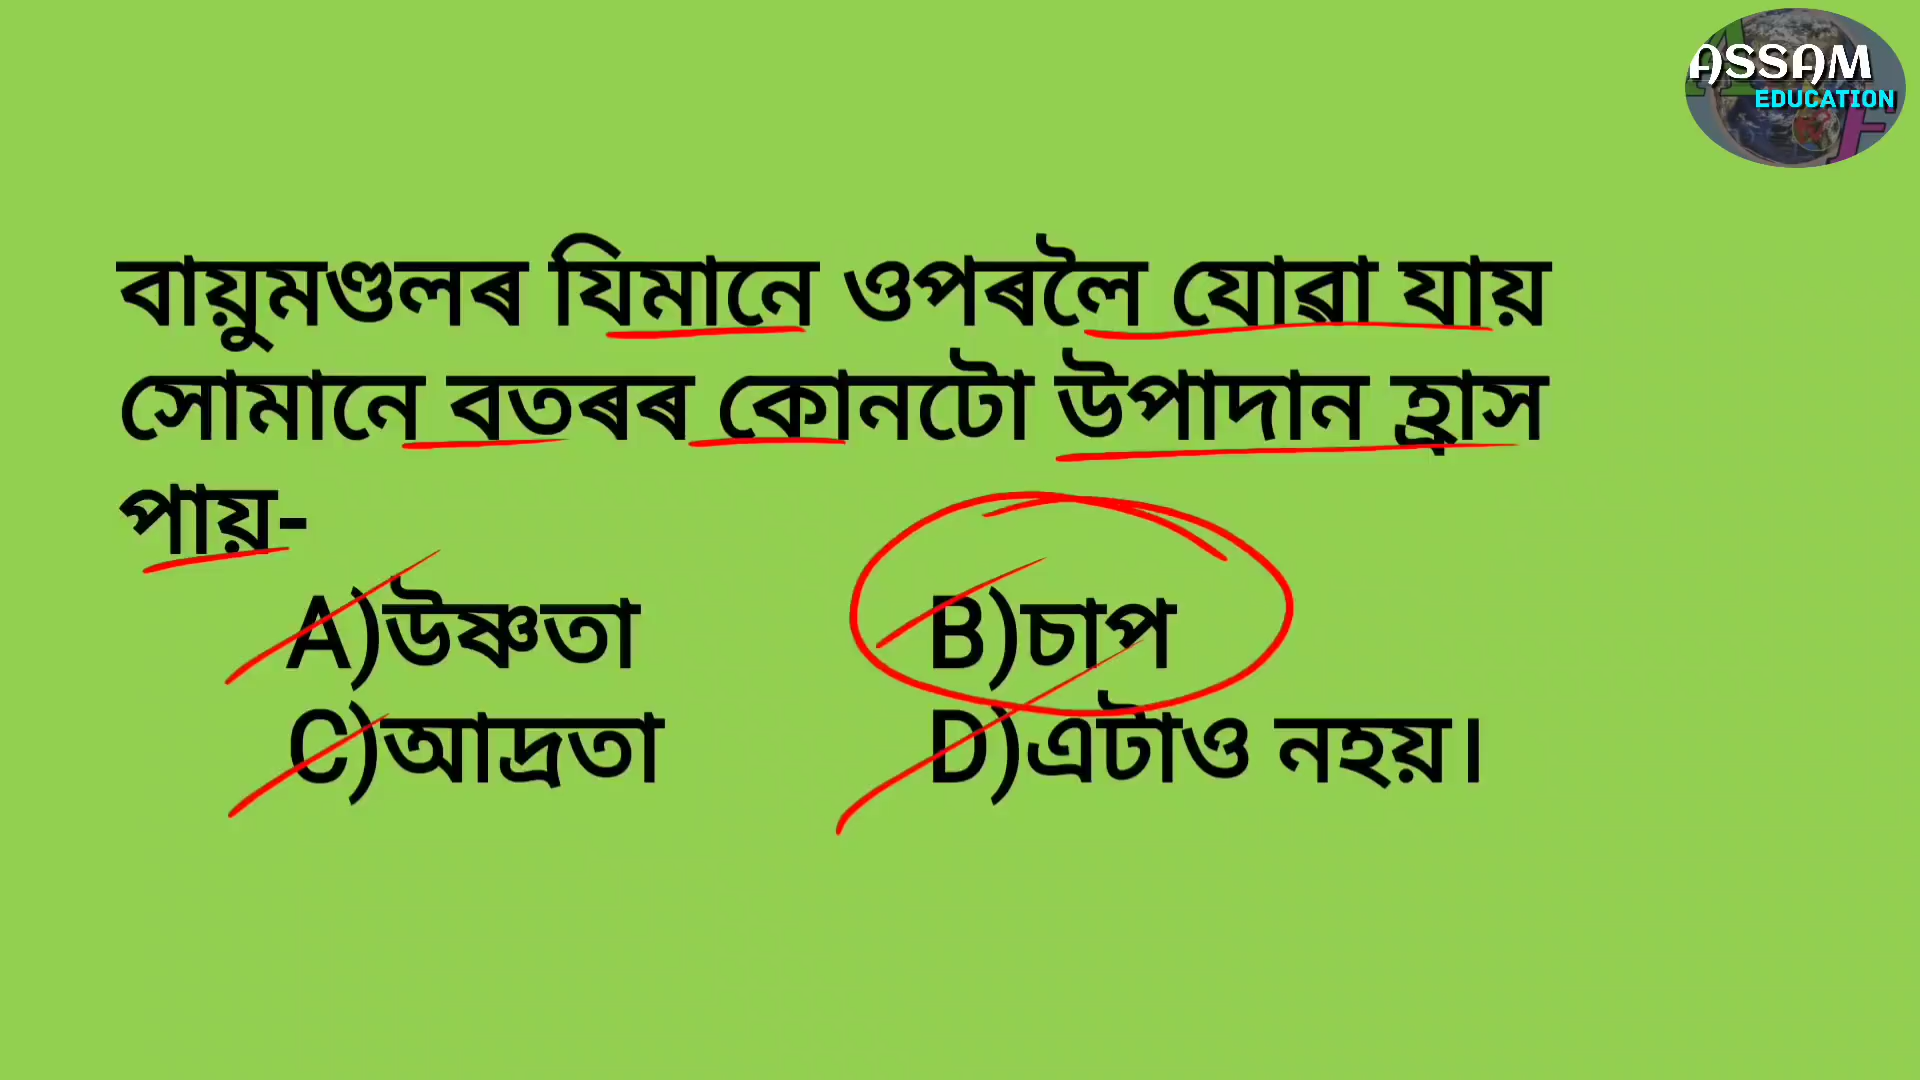 ASSAM
EDUCATION
বায়ুমণ্ডলৰ যিমানে ওপৰলৈ যোৱা যায়
সোমানে বতৰৰ কোনটো উপাদান হ্ৰাস
পায়-
A)উষ্ণতা B)চাপ
C)আদ্ৰতা D)এটাও নহয়।